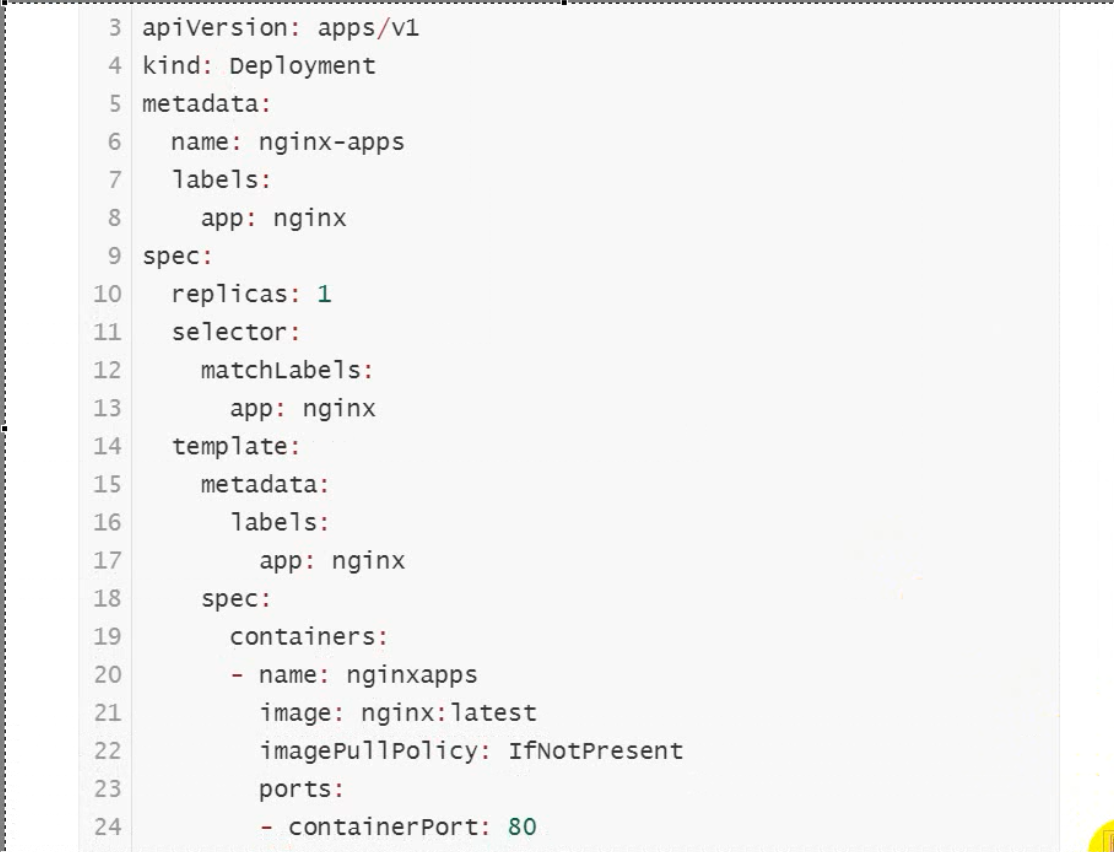 3 apiVersion: apps/v1
4 kind: Deployment
5 metadata:
6   name: nginx-apps
7   labels:
8     app: nginx
9 spec:
10   replicas: 1
11   selector:
12     matchLabels:
13       app: nginx
14   template:
15     metadata:
16       labels:
17         app: nginx
18     spec:
19       containers:
20       - name: nginxapps
21         image: nginx:latest
22         imagePullPolicy: IfNotPresent
23         ports:
24         - containerPort: 80